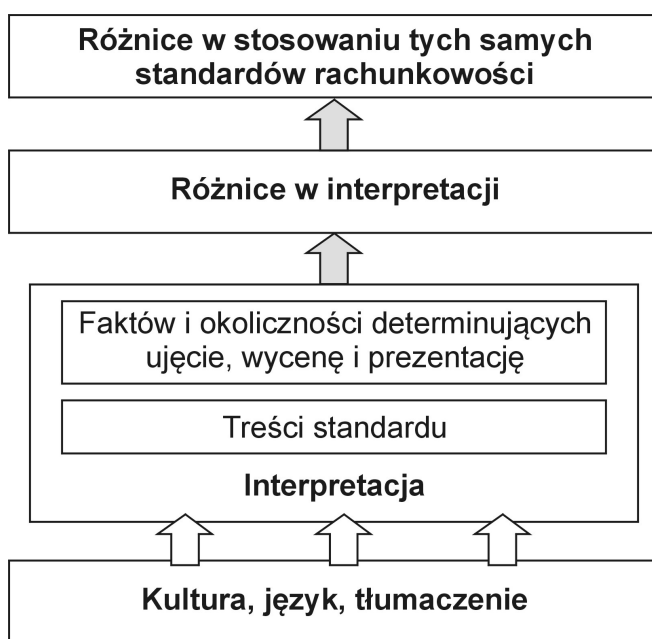 Różnice w stosowaniu tych samych
standardów rachunkowości
Różnice w interpretacji
Faktów i okoliczności determinujących
ujęcie, wycenę i prezentację
Treści standardu
Interpretacja
Kultura, język, tłumaczenie